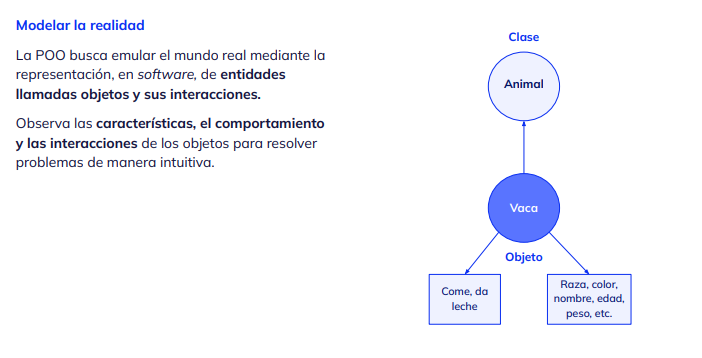 Modelar la realidad
La POO busca emular el mundo real mediante la
representación, en software, de entidades
llamadas objetos y sus interacciones.
Observa las características, el comportamiento
y las interacciones de los objetos para resolver
problemas de manera intuitiva.
Clase
Animal
Vaca
Objeto
Come, da
leche
Raza, color,
nombre, edad,
peso, etc.